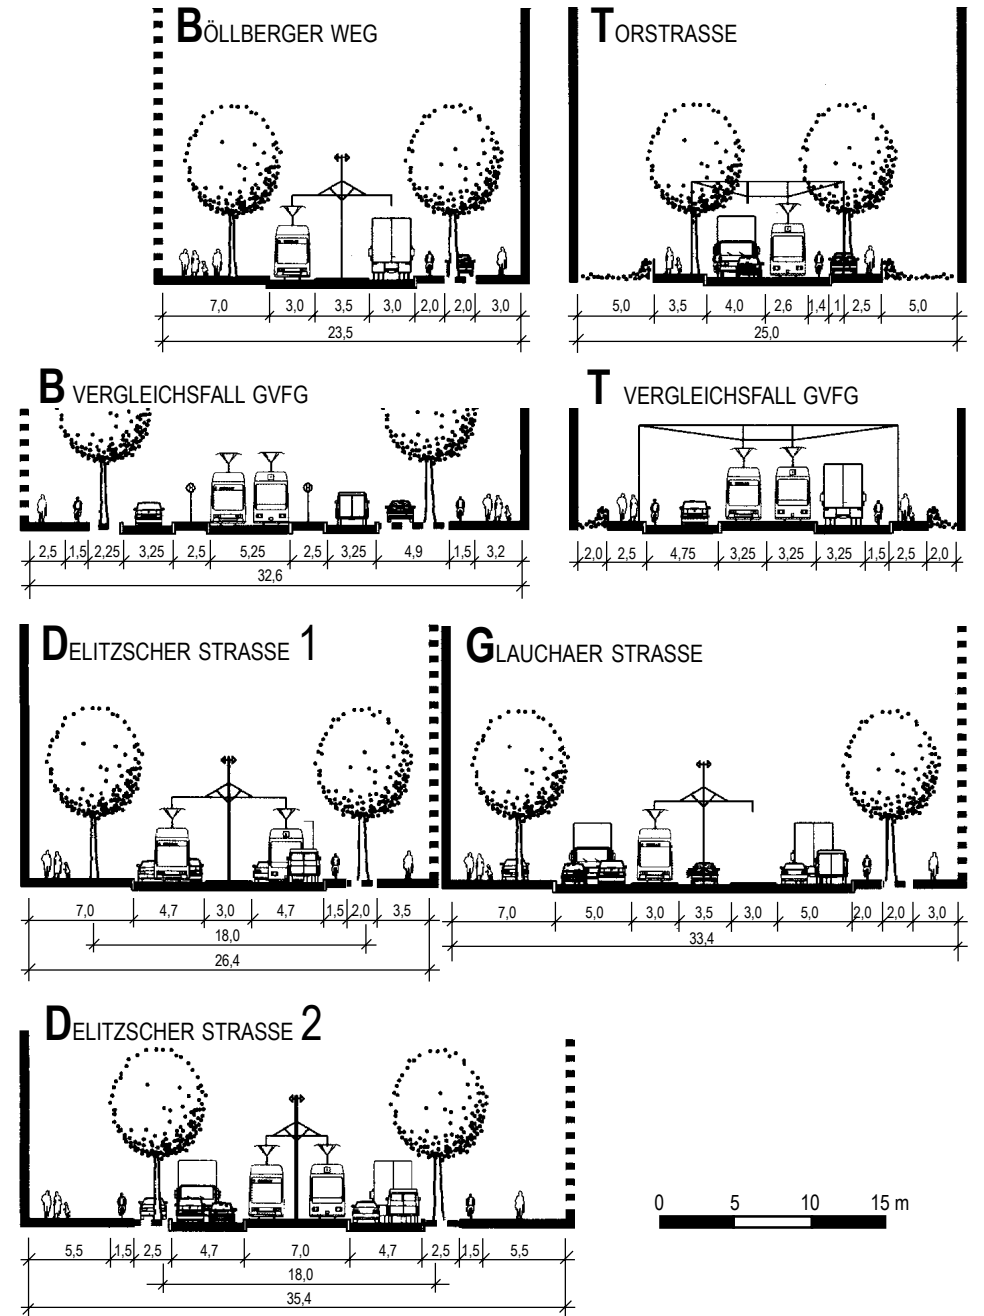 BÖLLBERGER WEG
7,0 3,0 3,5 3,0 2,0 2,0 3,0
23,5
TORSTRASSE
5,0 3,5 4,0 2,6 1,4 1 2,5 5,0
25,0
B VERGLEICHSFALL GVFG
2,5 1,5 2,25 3,25 2,5 5,25 2,5 3,25 4,9 1,5 3,2
32,6
T VERGLEICHSFALL GVFG
2,0 2,5 4,75 3,25 3,25 3,25 1,5 2,5 2,0
DELITZSCHER STRASSE 1
7,0 4,7 3,0 4,7 1,5 2,0 3,5
18,0
26,4
GLAUCHAER STRASSE
7,0 5,0 3,0 3,5 3,0 5,0 2,0 2,0 3,0
33,4
DELITZSCHER STRASSE 2
5,5 1,5 2,5 4,7 7,0 4,7 2,5 1,5 5,5
18,0
35,4
0 5 10 15 m